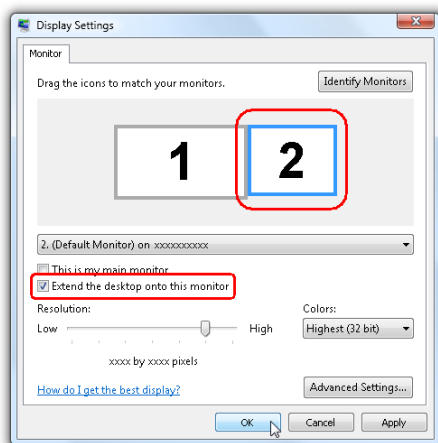 Display Settings
Monitor
Drag the icons to match your monitors.
Identify Monitors
1
2
2. (Default Monitor) on xxxxxxxxxx
This is my main monitor
Extend the desktop onto this monitor
Resolution:
Colors:
Low
High
Highest (32 bit)
xxxx by xxxx pixels
How do I get the best display?
Advanced Settings...
OK
Cancel
Apply